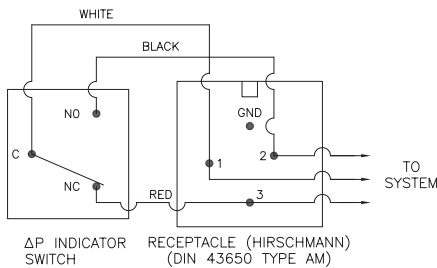 WHITE
BLACK
NO
GND
C
1
2
TO
SYSTEM
NC
RED
3
ΔP INDICATOR
SWITCH
RECEPTACLE (HIRSCHMANN)
(DIN 43650 TYPE AM)